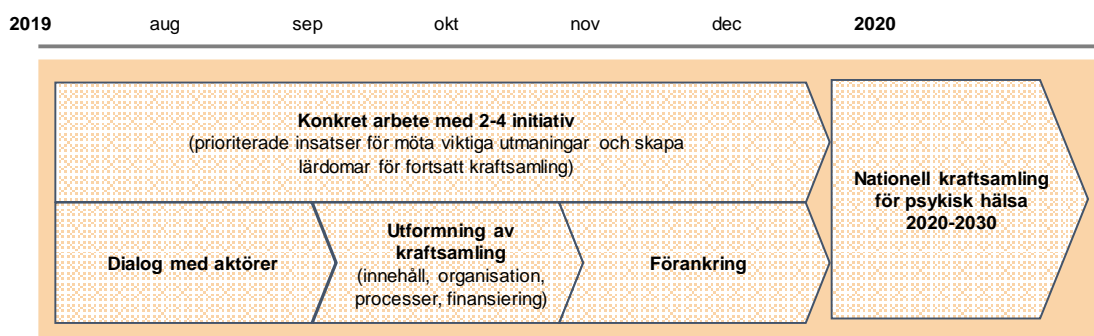 2019 aug sep okt nov dec 2020
Konkret arbete med 2-4 initiativ
(prioriterade insatser för möta viktiga utmaningar och skapa
lärdomar för fortsatt kraftsamling)
Dialog med aktörer
Utformning av
kraftsamling
(innehåll, organisation,
processer, finansiering)
Förankring
Nationell kraftsamling
för psykisk hälsa
2020-2030